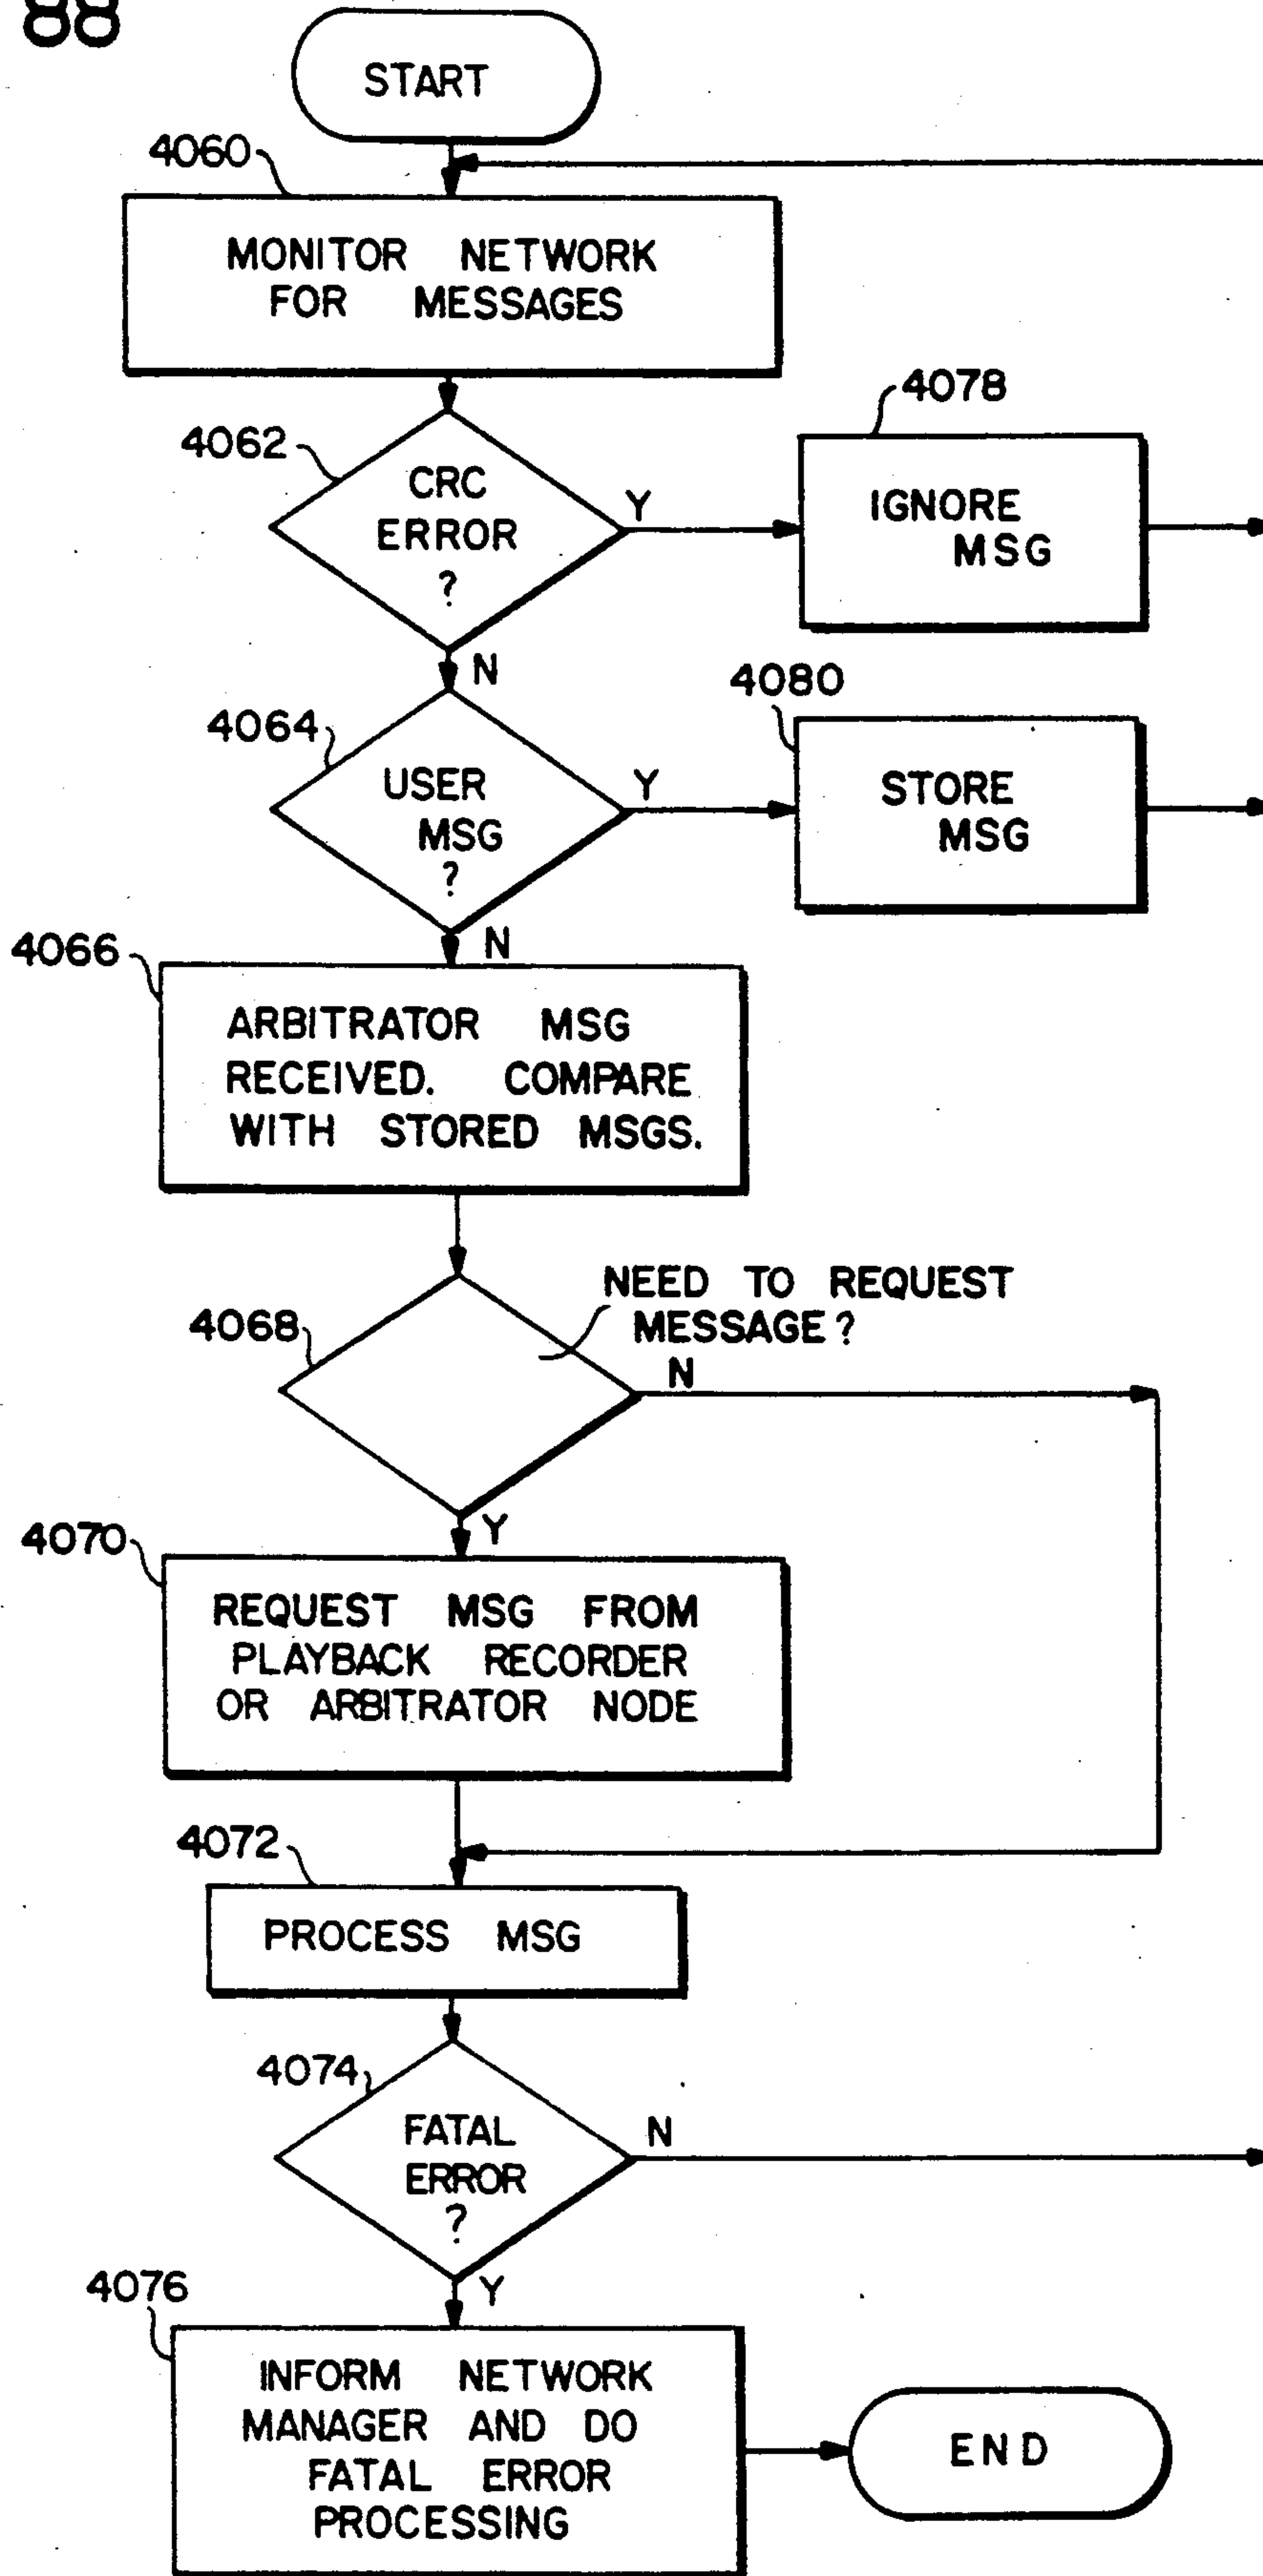 88
START
4060
MONITOR NETWORK
FOR MESSAGES
4078
4062
CRC
ERROR
?
Y
IGNORE
MSG
N
4080
4064
USER
MSG
?
Y
STORE
MSG
N
4066
ARBITRATOR MSG
RECEIVED. COMPARE
WITH STORED MSGS.
NEED TO REQUEST
MESSAGE?
4068
N
Y
4070
REQUEST MSG FROM
PLAYBACK RECORDER
OR ARBITRATOR NODE
4072
PROCESS MSG
4074
FATAL
ERROR
?
N
Y
4076
INFORM NETWORK
MANAGER AND DO
FATAL ERROR
PROCESSING
END